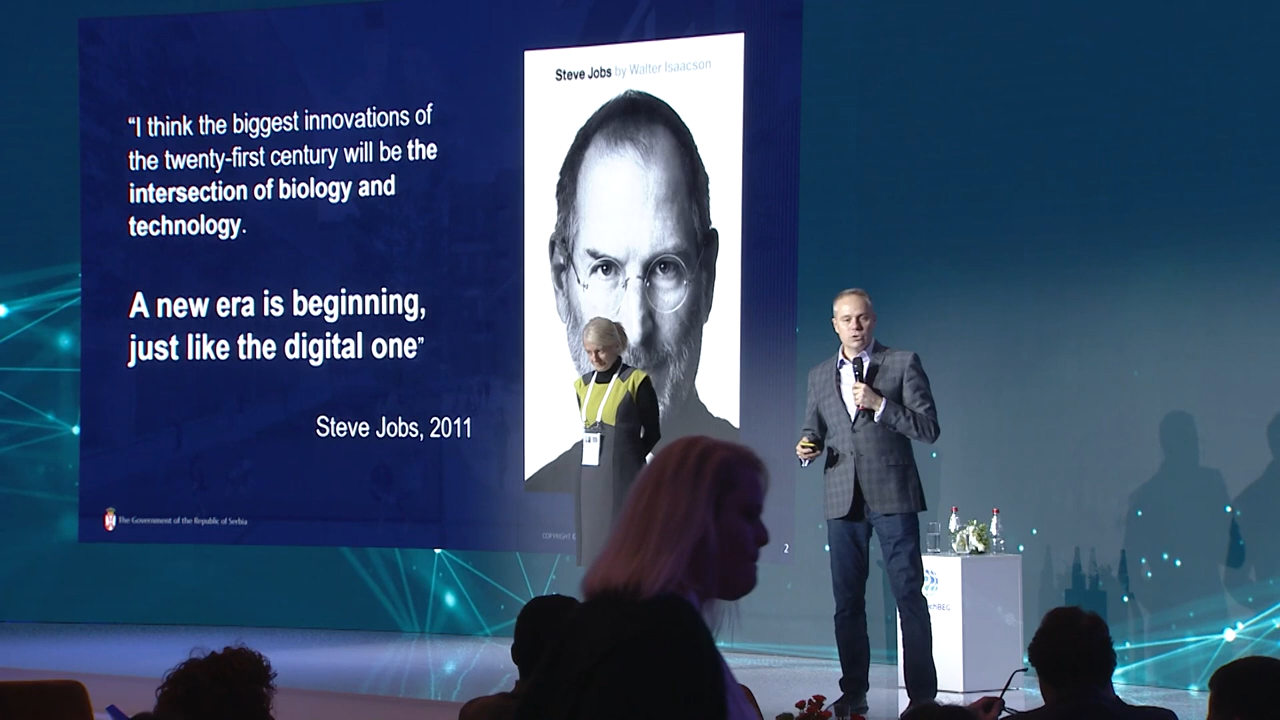 Steve Jobs by Walter Isaacson
“I think the biggest innovations of
the twenty-first century will be the
intersection of biology and
technology.
A new era is beginning,
just like the digital one”
Steve Jobs, 2011
The Government of the Republic of Serbia
COPYRIGHT
2